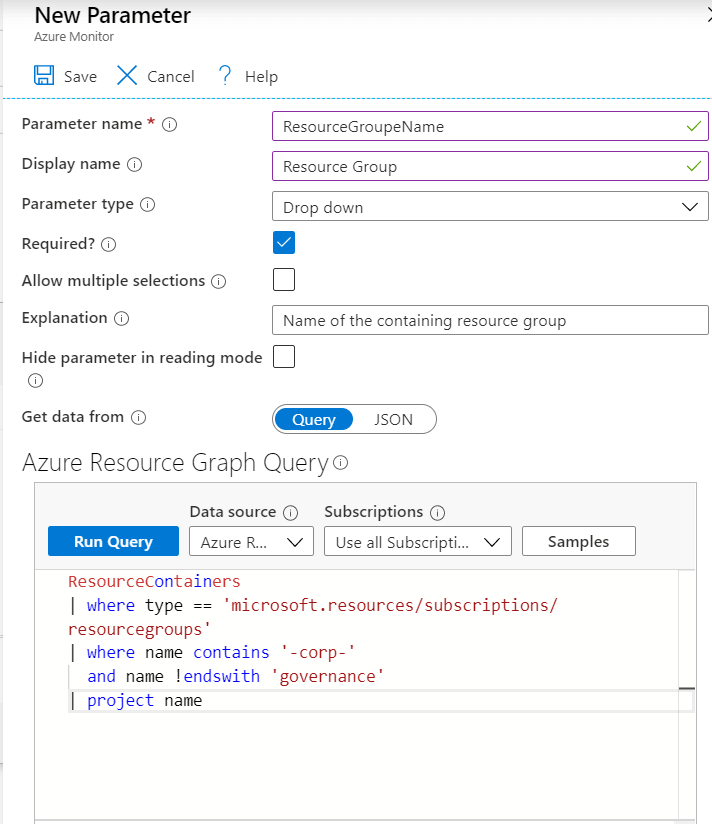 New Parameter
Azure Monitor
Save Cancel Help
Parameter name *
ResourceGroupeName
Display name
Resource Group
Parameter type
Drop down
Required?
Allow multiple selections
Explanation
Name of the containing resource group
Hide parameter in reading mode
Get data from
Query JSON
Azure Resource Graph Query
Data source Subscriptions
Run Query Azure R... Use all Subscripti... Samples
ResourceContainers
| where type == 'microsoft.resources/subscriptions/
resourcegroups'
| where name contains '-corp-'
and name !endswith 'governance'
| project name